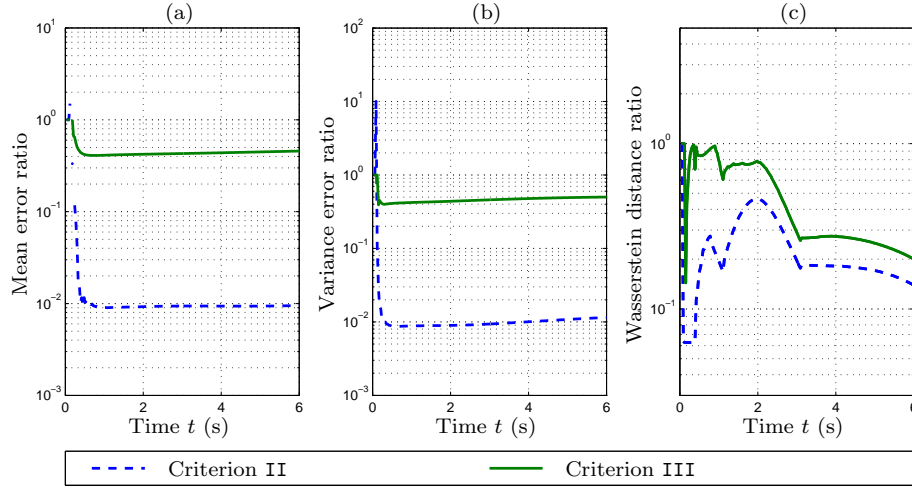 (a)
Mean error ratio
10^1
10^0
10^−1
10^−2
10^−3
0 2 4 6
Time t (s)
(b)
Variance error ratio
10^2
10^1
10^0
10^−1
10^−2
10^−3
0 2 4 6
Time t (s)
(c)
Wasserstein distance ratio
10^0
10^−1
0 2 4 6
Time t (s)
Criterion II Criterion III